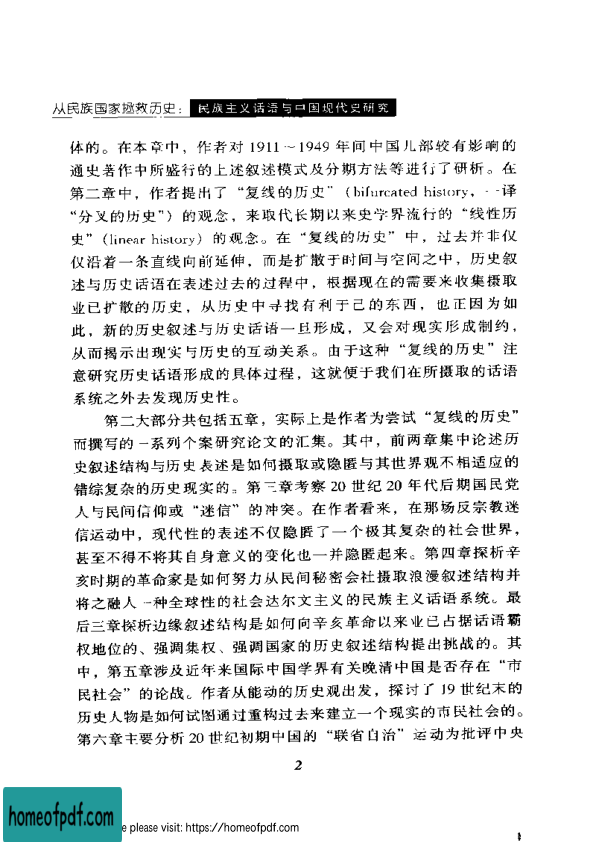 从民族国家拯救历史：民族主义话语与中国现代史研究
体的。在本章中，作者对 1911～1949 年间中国几部较有影响的
通史著作中所盛行的上述叙述模式及分期方法等进行了研析。在
第二章中，作者提出了“复线的历史”（bifurcated history，一译
“分叉的历史”）的观念，来取代长期以来史学界流行的“线性历
史”（linear history）的观念。在“复线的历史”中，过去并非仅
仅沿着一条直线向前延伸，而是扩散于时间与空间之中，历史叙
述与历史话语在表述过去的过程中，根据现在的需要来收集摄取
业已扩散的历史，从历史中寻找有利于己的东西，也正因为如
此，新的历史叙述与历史话语一旦形成，又会对现实形成制约，
从而揭示出现实与历史的互动关系。由于这种“复线的历史”注
意研究历史话语形成的具体过程，这就便于我们在所摄取的话语
系统之外去发现历史性。
第二大部分共包括五章，实际上是作者为尝试“复线的历史”
而撰写的一系列个案研究论文的汇集。其中，前两章集中论述历
史叙述结构与历史表述是如何摄取或隐匿与其世界观不相适应的
错综复杂的历史现实的。第三章考察 20 世纪 20 年代后期国民党
人与民间信仰或“迷信”的冲突。在作者看来，在那场反宗教迷
信运动中，现代性的表述不仅隐匿了一个极其复杂的社会世界，
甚至不得不将其自身意义的变化也一并隐匿起来。第四章探析辛
亥时期的革命家是如何努力从民间秘密会社摄取浪漫叙述结构并
将之融人一种全球性的社会达尔文主义的民族主义话语系统。最
后三章探析边缘叙述结构是如何向辛亥革命以来业已占据话语霸
权地位的、强调集权、强调国家的历史叙述结构提出挑战的。其
中，第五章涉及近年来国际中国学界有关晚清中国是否存在“市
民社会”的论战。作者从能动的历史观出发，探讨了 19 世纪末的
历史人物是如何试图通过重构过去来建立一个现实的市民社会的。
第六章主要分析 20 世纪初期中国的“联省自治”运动为批评中央
2
homeofpdf.com
e please visit: https://homeofpdf.com